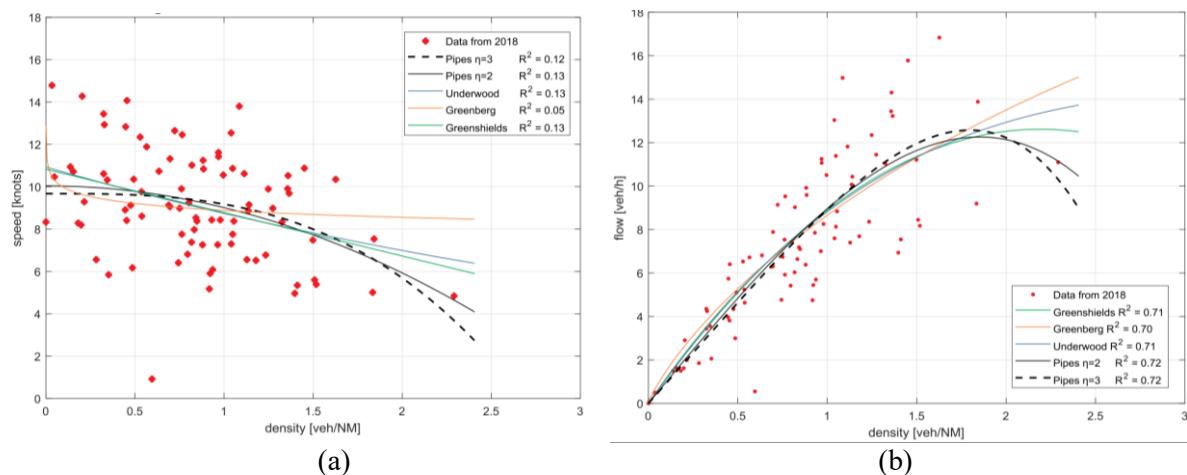 18
16
14
12
10
8
6
4
2
0
speed [knots]
0 0.5 1 1.5 2 2.5 3
density [veh/NM]
Data from 2018
Pipes η=3 R² = 0.12
Pipes η=2 R² = 0.13
Underwood R² = 0.13
Greenberg R² = 0.05
Greenshields R² = 0.13
(a)
18
16
14
12
10
8
6
4
2
0
flow [veh/h]
0 0.5 1 1.5 2 2.5 3
density [veh/NM]
Data from 2018
Greenshields R² = 0.71
Greenberg R² = 0.70
Underwood R² = 0.71
Pipes η=2 R² = 0.72
Pipes η=3 R² = 0.72
(b)